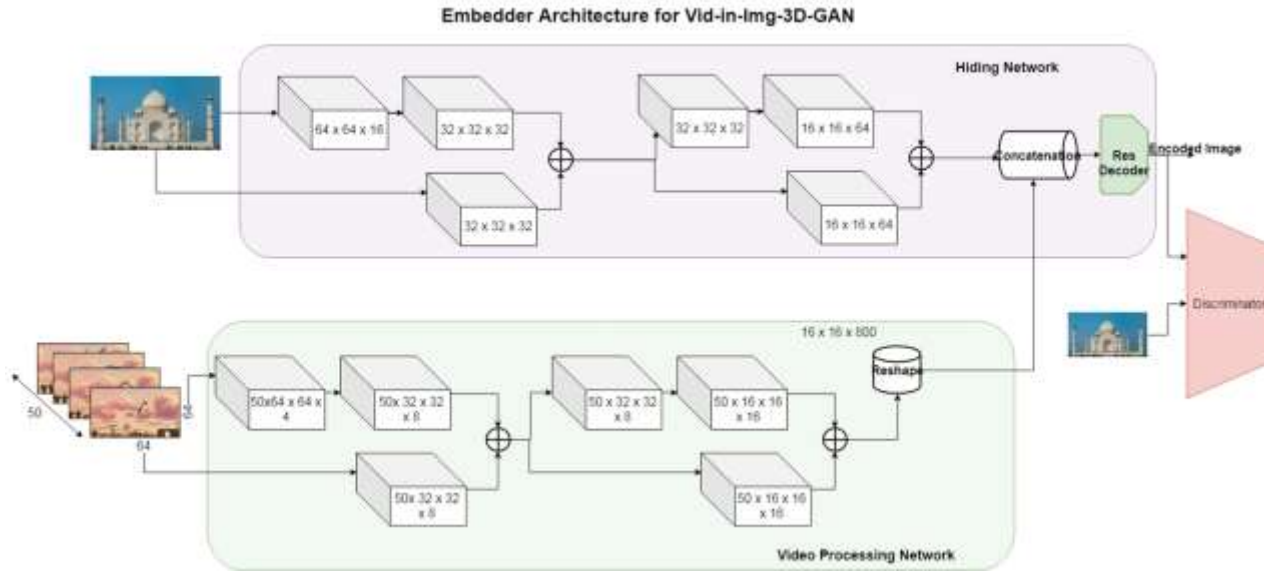 Embedder Architecture for Vid-in-Img-3D-GAN
Hiding Network
64 x 64 x 16
32 x 32 x 32
32 x 32 x 32
16 x 16 x 64
32 x 32 x 32
16 x 16 x 64
Concatenation
Res
Decoder
Encoded Image
Discriminator
16 x 16 x 800
Reshape
50
64
64
50x64 x 64 x
4
50x 32 x 32
x 8
50 x 32 x 32
x 8
50 x 16 x 16
x 16
50x 32 x 32
x 8
50 x 16 x 16
x 16
Video Processing Network